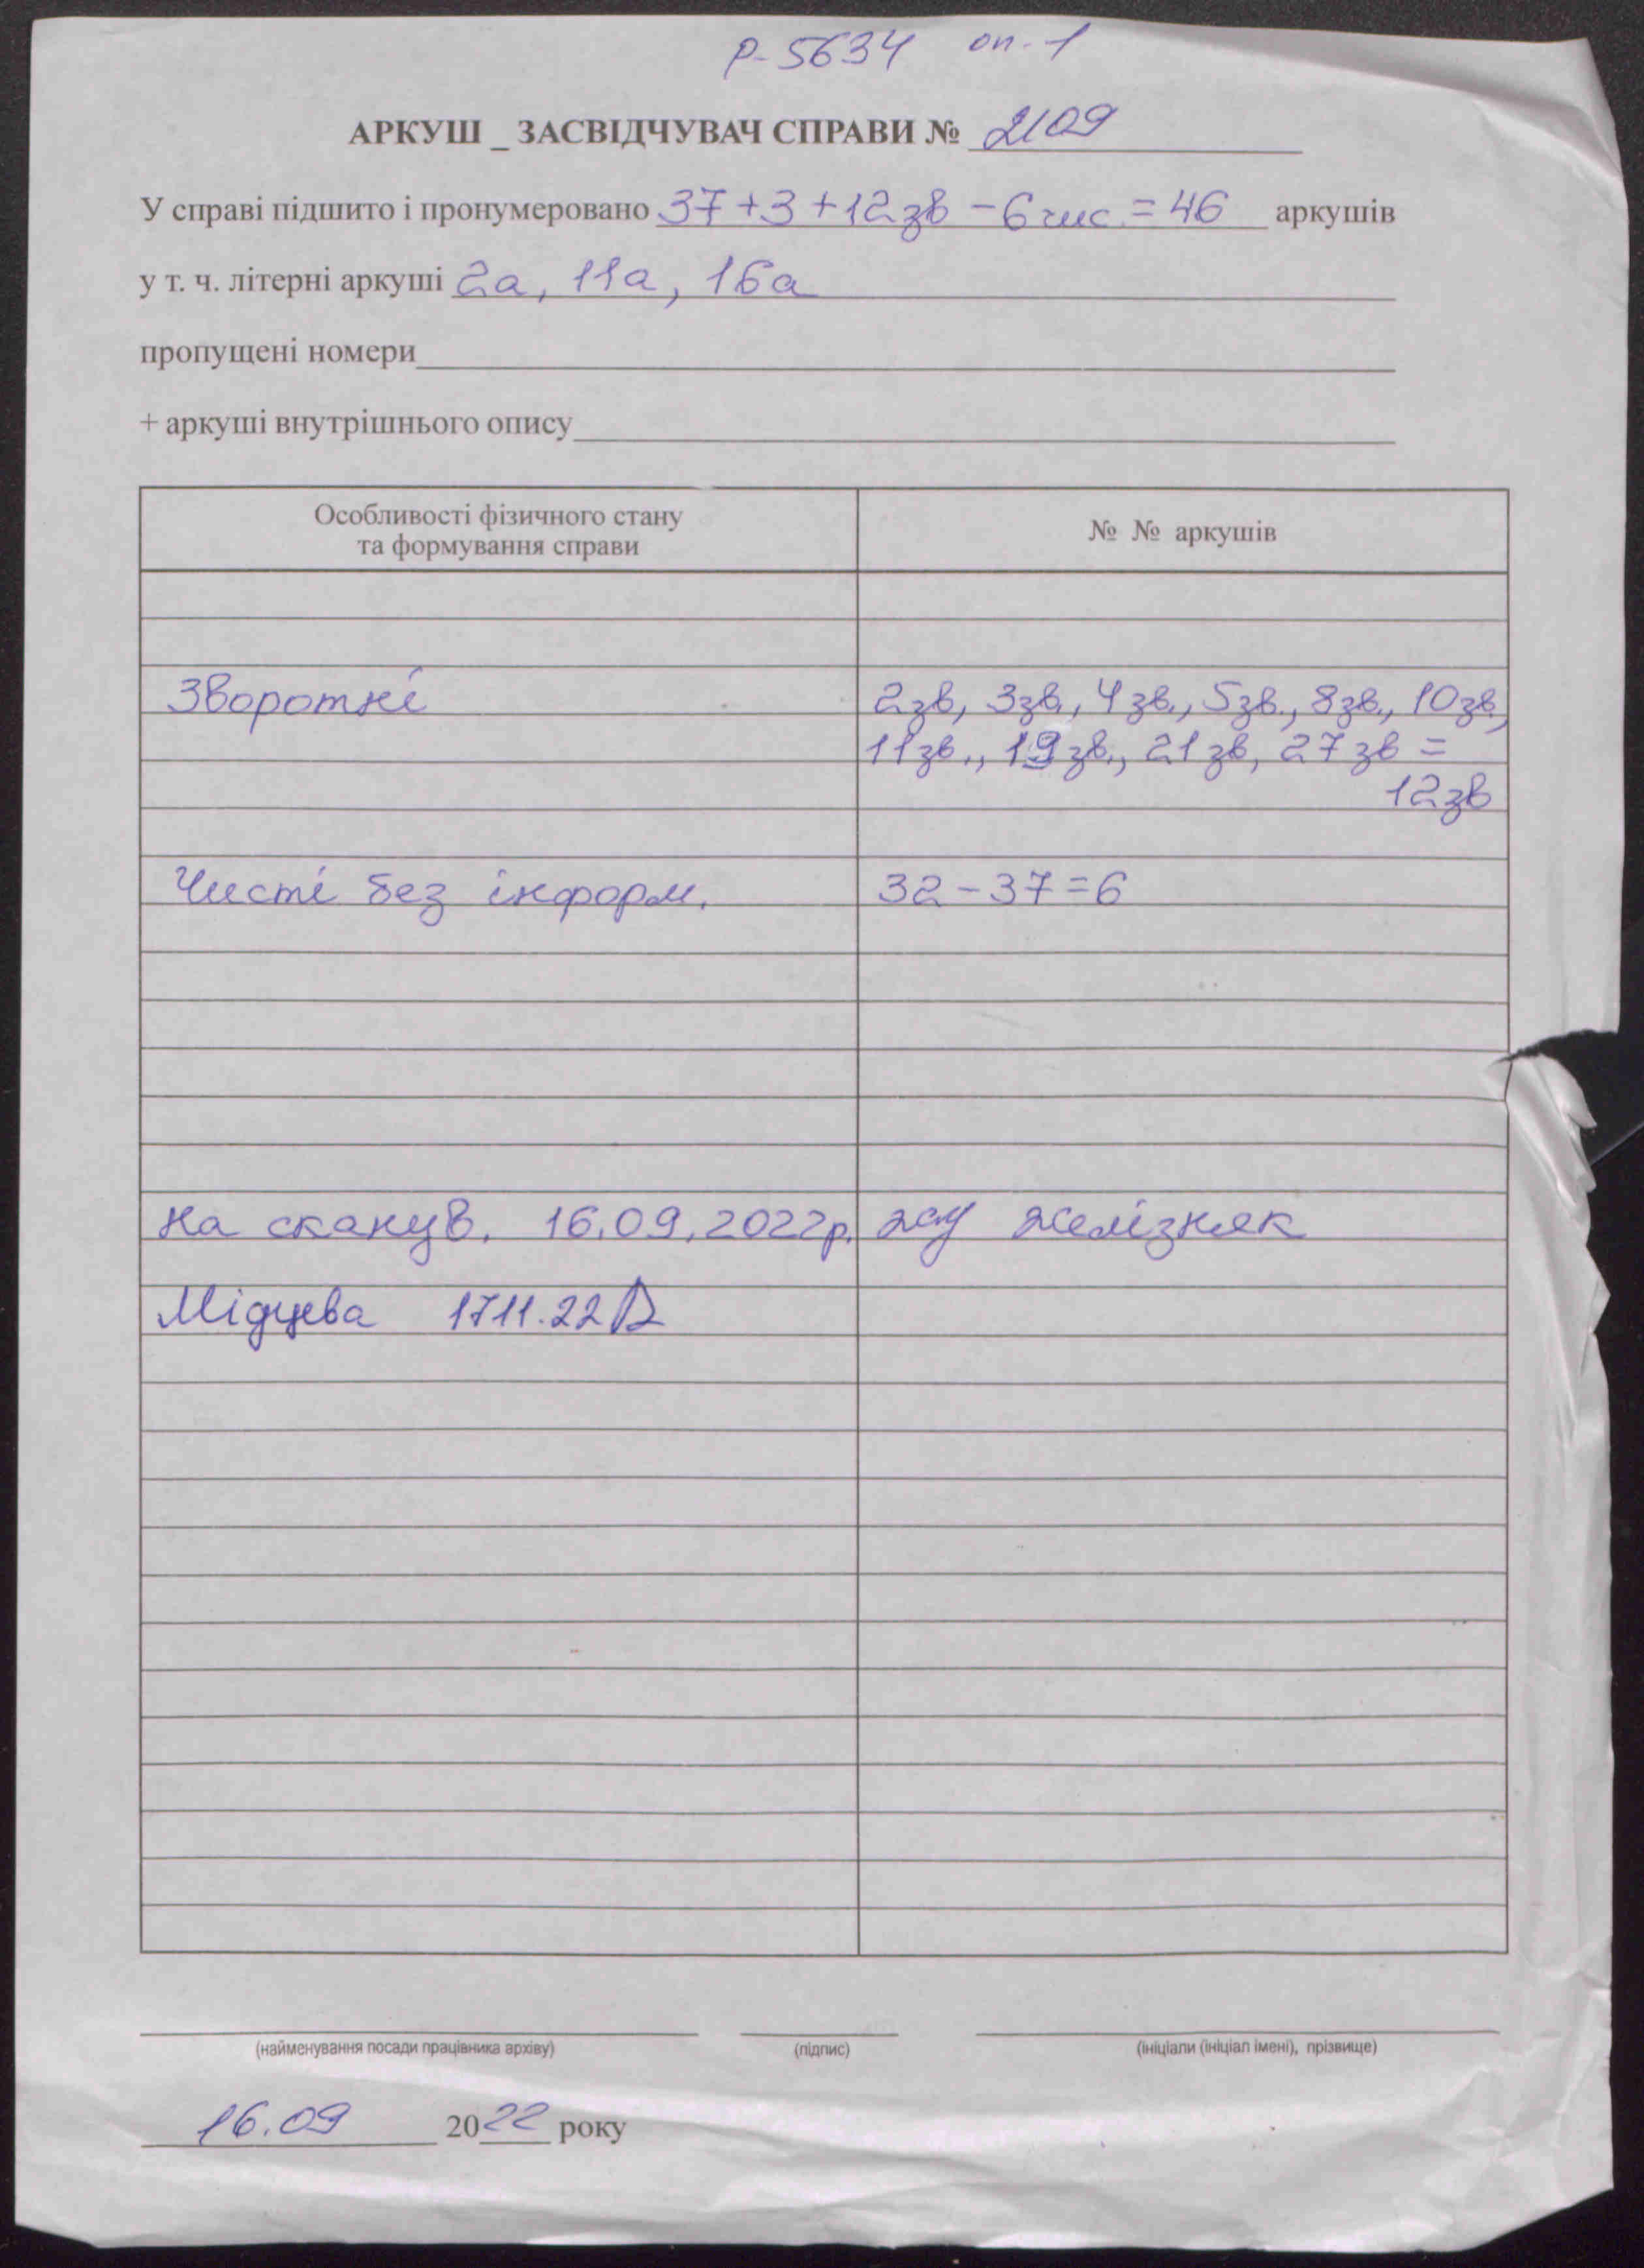 Р-5634 оп.-1
АРКУШ _ ЗАСВІДЧУВАЧ СПРАВИ № 2109
У справі підшито і пронумеровано 37+3+12зв -6чис.=46 аркушів
у т. ч. літерні аркуші 2а, 11а, 16а
пропущені номери
+ аркуші внутрішнього опису
Особливості фізичного стану
та формування справи
№ № аркушів
Зворотні 2зв, 3зв., 4зв., 5зв., 8зв., 10зв.,
11зв., 19зв., 21зв, 27зв =
12зв
Чисті без інформ. 32-37=6
на сканув. 16.09.2022р. Желізняк
17.11.22
(найменування посади працівника архіву) (підпис) (ініціали (ініціал імені), прізвище)
16.09 2022 року